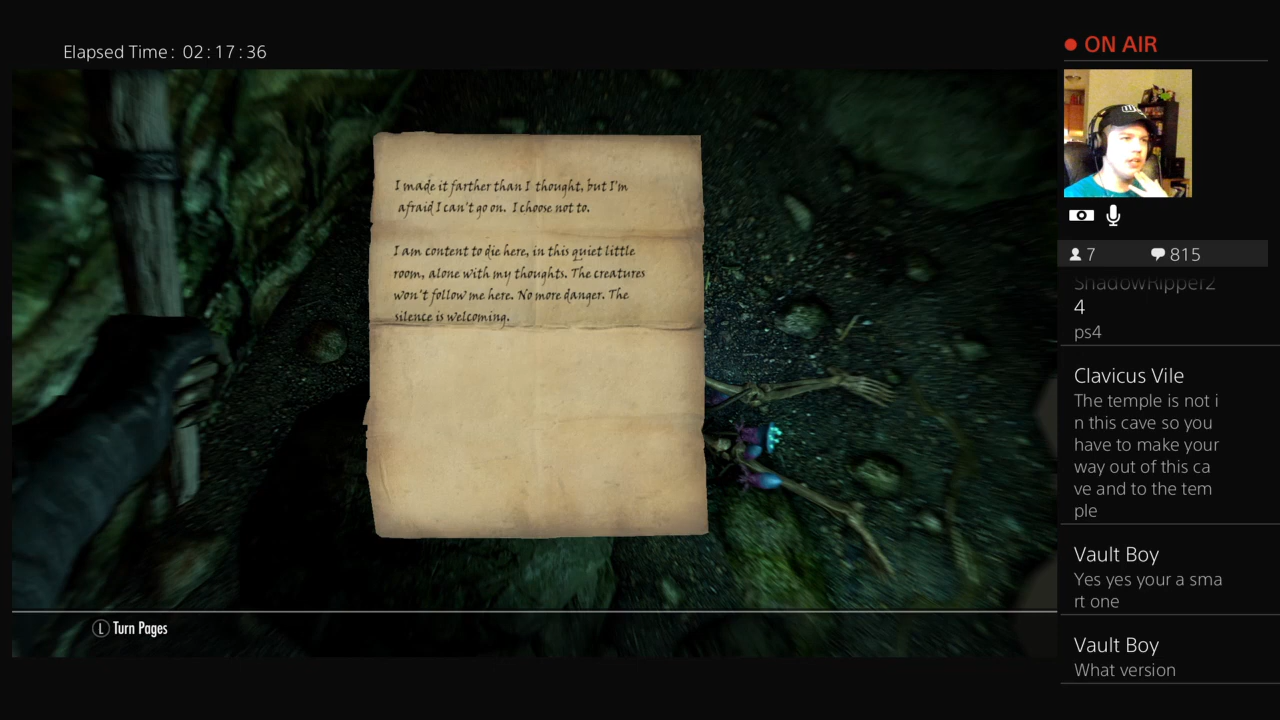 Elapsed Time: 02:17:36
ON AIR
7
815
I made it farther than I thought, but I'm
afraid I can't go on. I choose not to.
I am content to die here, in this quiet little
room, alone with my thoughts. The creatures
won't follow me here. No more danger. The
silence is welcoming.
L Turn Pages
ShadowRipper2
4
ps4
Clavicus Vile
The temple is not i
n this cave so you
have to make your
way out of this ca
ve and to the tem
ple
Vault Boy
Yes yes your a sma
rt one
Vault Boy
What version